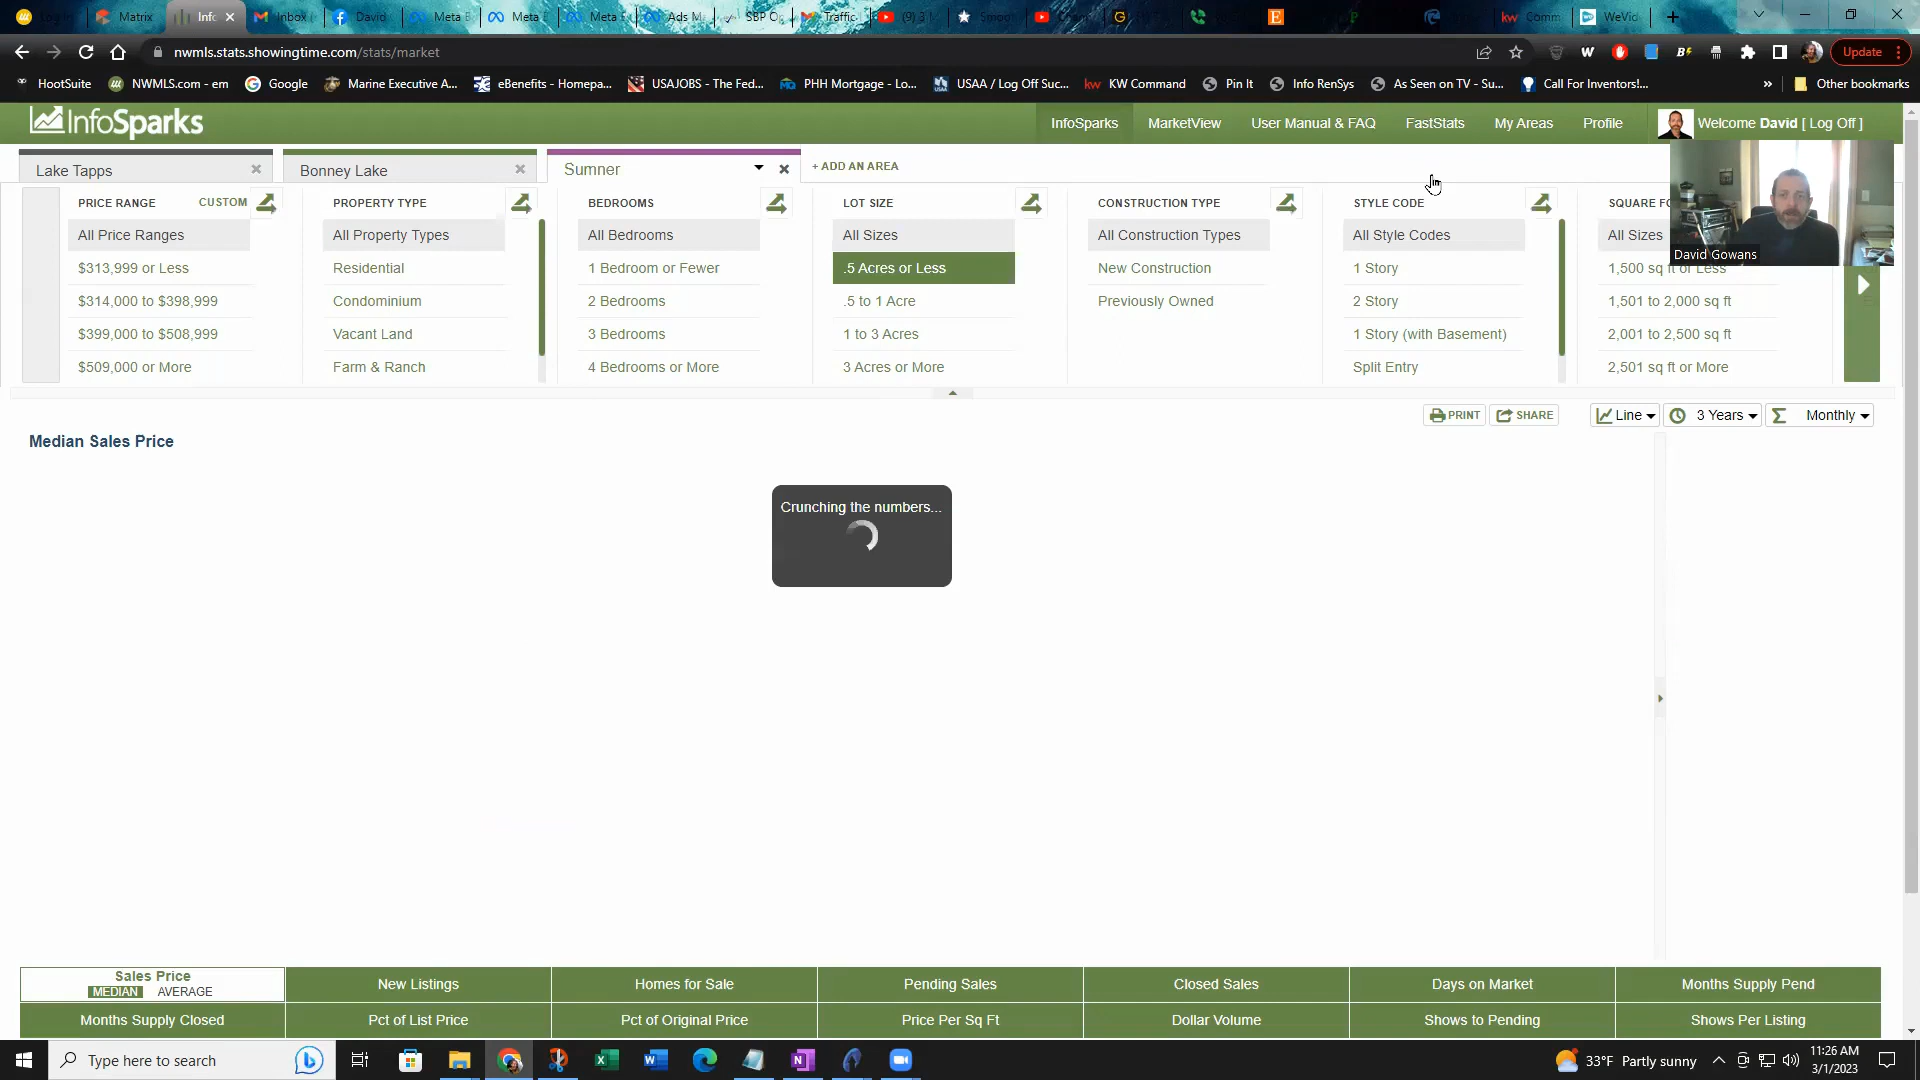 Matrix
Info
Inbox
David
Meta B
Meta B
Meta
Ads M
SBP O
Traffic
Smoot
Comm
WeVid
nwmls.stats.showingtime.com/stats/market
Update
HootSuite
NWMLS.com - em
Google
Marine Executive A...
eBenefits - Homepa...
USAJOBS - The Fed...
PHH Mortgage - Lo...
USAA / Log Off Suc...
KW Command
Pin It
Info RenSys
As Seen on TV - Su...
Call For Inventors!...
»
Other bookmarks
InfoSparks
InfoSparks
MarketView
User Manual & FAQ
FastStats
My Areas
Profile
Welcome David [ Log Off ]
Lake Tapps
Bonney Lake
Sumner
+ ADD AN AREA
PRICE RANGE CUSTOM
All Price Ranges
$313,999 or Less
$314,000 to $398,999
$399,000 to $508,999
$509,000 or More
PROPERTY TYPE
All Property Types
Residential
Condominium
Vacant Land
Farm & Ranch
BEDROOMS
All Bedrooms
1 Bedroom or Fewer
2 Bedrooms
3 Bedrooms
4 Bedrooms or More
LOT SIZE
All Sizes
.5 Acres or Less
.5 to 1 Acre
1 to 3 Acres
3 Acres or More
CONSTRUCTION TYPE
All Construction Types
New Construction
Previously Owned
STYLE CODE
All Style Codes
1 Story
2 Story
1 Story (with Basement)
Split Entry
SQUARE FO
All Sizes
1,500 sq ft or Less
1,501 to 2,000 sq ft
2,001 to 2,500 sq ft
2,501 sq ft or More
David Gowans
PRINT
SHARE
Line
3 Years
Σ Monthly
Median Sales Price
Crunching the numbers...
Sales Price
MEDIAN AVERAGE
New Listings
Homes for Sale
Pending Sales
Closed Sales
Days on Market
Months Supply Pend
Months Supply Closed
Pct of List Price
Pct of Original Price
Price Per Sq Ft
Dollar Volume
Shows to Pending
Shows Per Listing
Type here to search
33°F Partly sunny
11:26 AM
3/1/2023